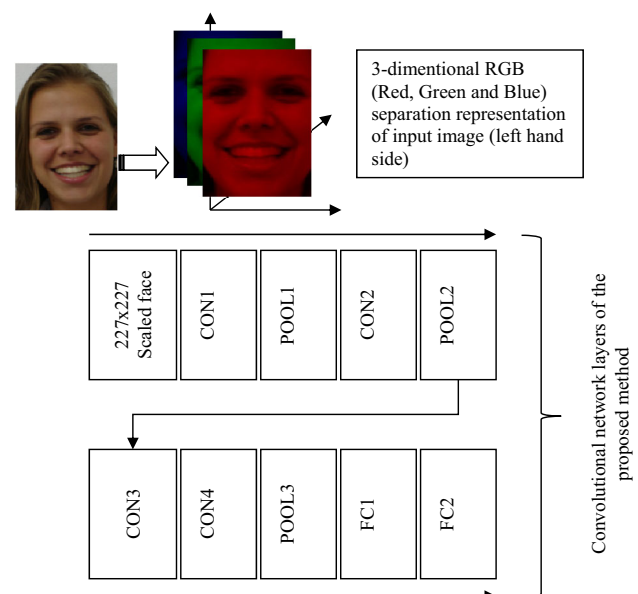 3-dimentional RGB
(Red, Green and Blue)
separation representation
of input image (left hand
side)
227x227
Scaled face
CON1
POOL1
CON2
POOL2
CON3
CON4
POOL3
FC1
FC2
Convolutional network layers of the
proposed method